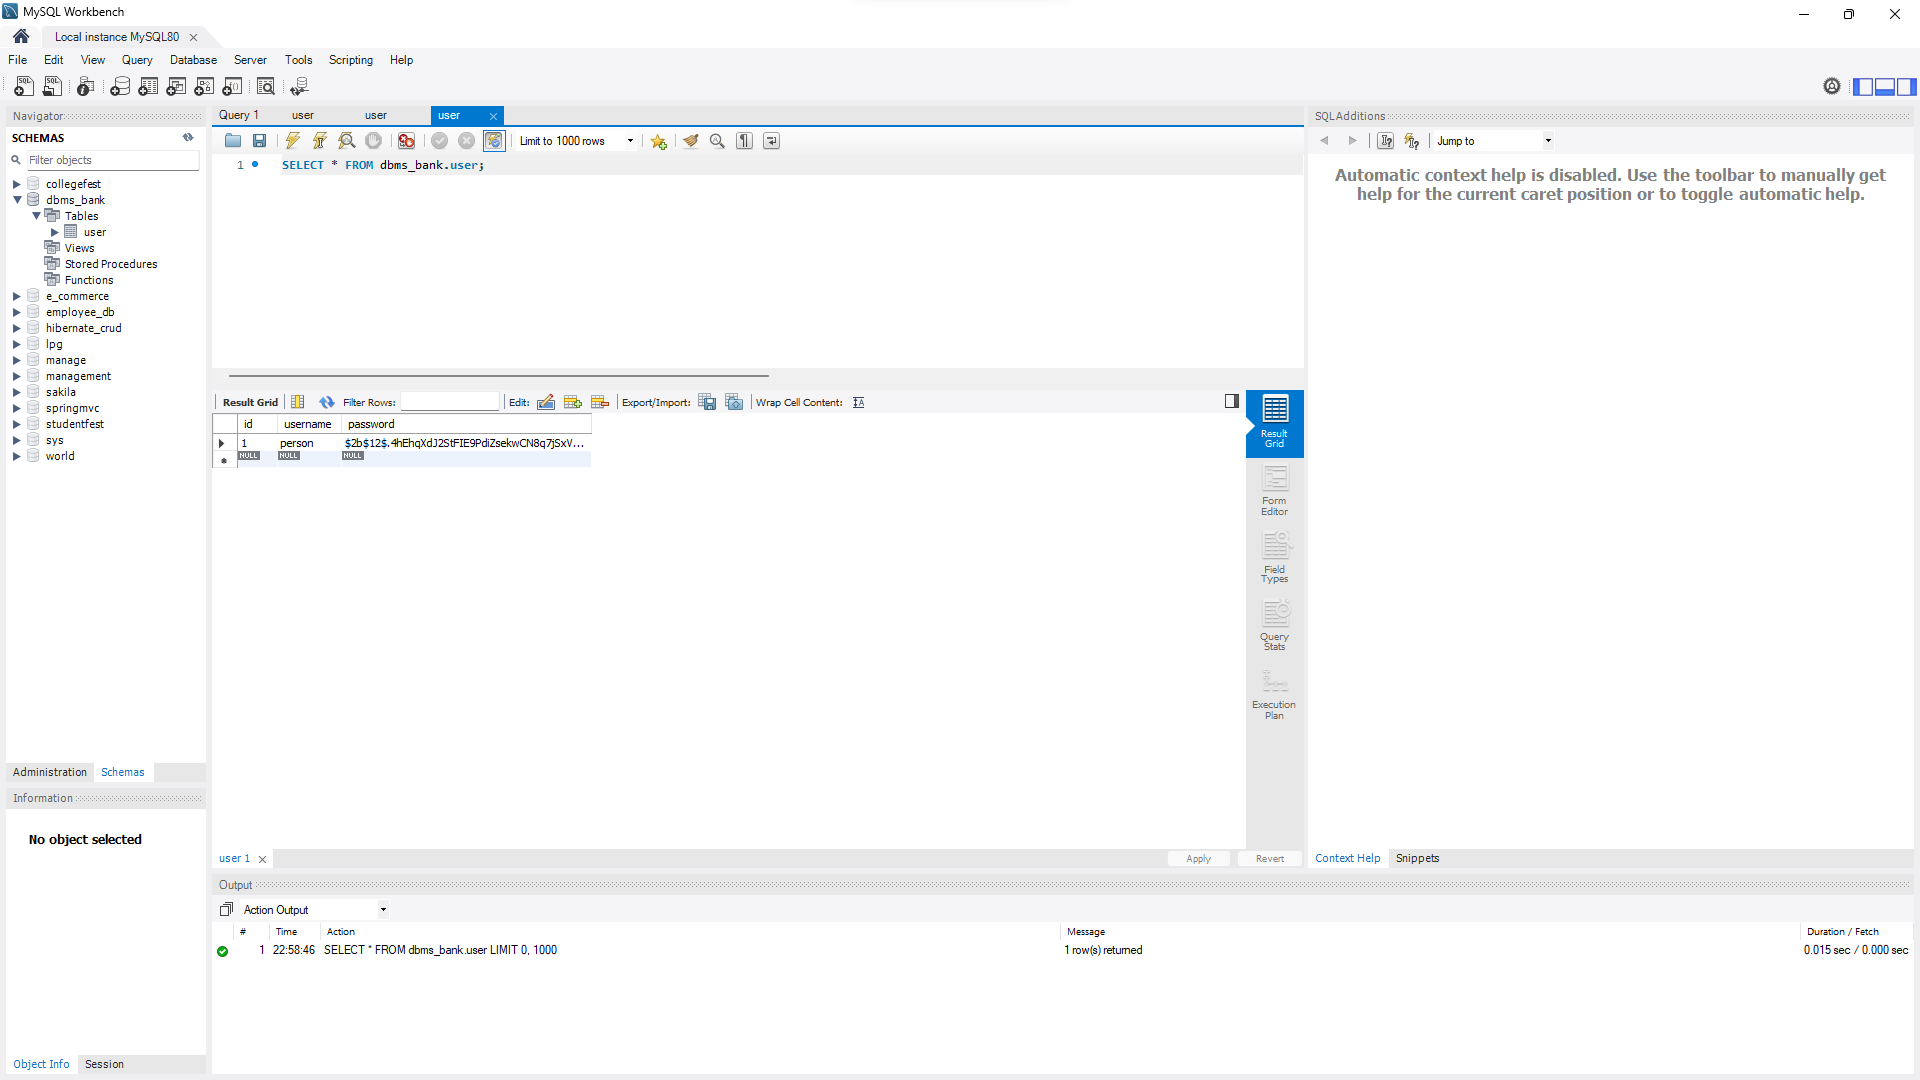 MySQL Workbench
Local instance MySQL80
File Edit View Query Database Server Tools Scripting Help
Navigator
SCHEMAS
Filter objects
collegefest
dbms_bank
Tables
user
Views
Stored Procedures
Functions
e_commerce
employee_db
hibernate_crud
lpg
manage
management
sakila
springmvc
studentfest
sys
world
Administration Schemas
Information
No object selected
Object Info Session
Query 1 user user user
Limit to 1000 rows
1 SELECT * FROM dbms_bank.user;
Result Grid Filter Rows: Edit: Export/Import: Wrap Cell Content:
id username password
1 person $2b$12$.4hEhqXdJ2StFIE9PdiZsekwCN8q7jSxV...
NULL NULL NULL
Result Grid
Form Editor
Field Types
Query Stats
Execution Plan
user 1 Apply Revert
SQLAdditions
Jump to
Automatic context help is disabled. Use the toolbar to manually get
help for the current caret position or to toggle automatic help.
Context Help Snippets
Output
Action Output
# Time Action Message Duration / Fetch
1 22:58:46 SELECT * FROM dbms_bank.user LIMIT 0, 1000 1 row(s) returned 0.015 sec / 0.000 sec